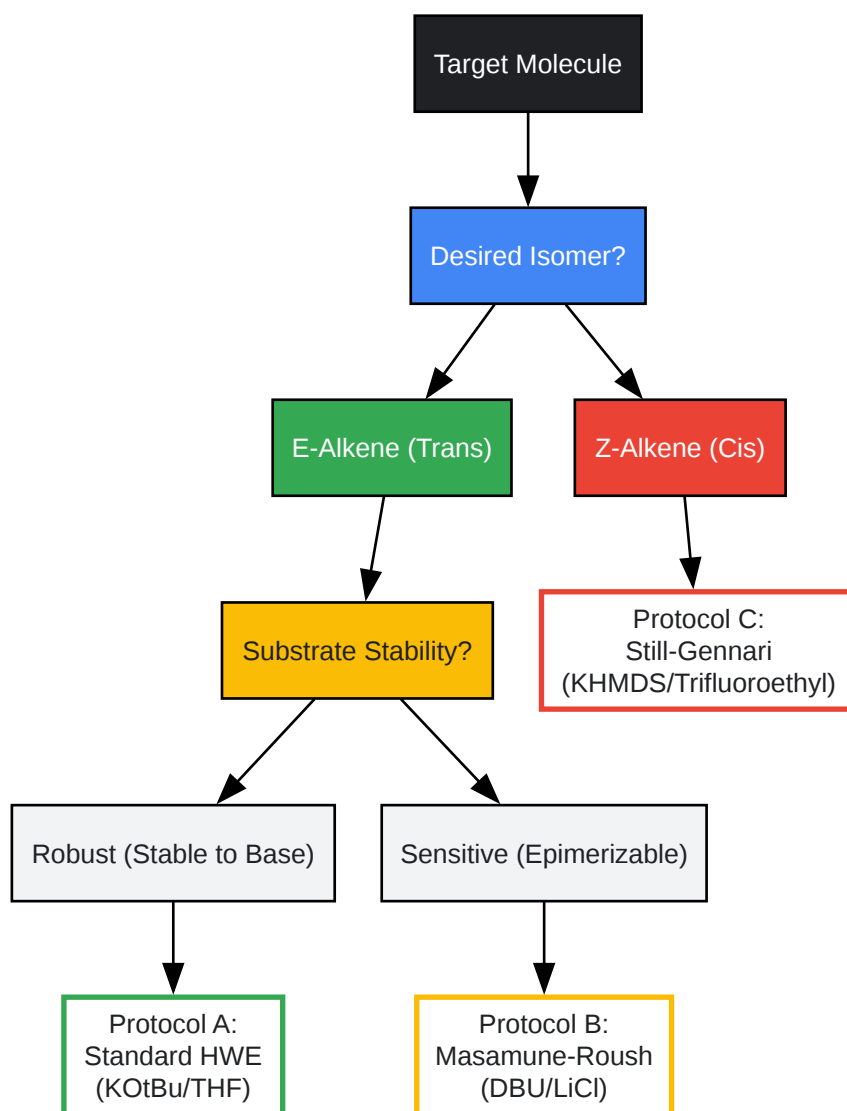 Target Molecule
Desired Isomer?
E-Alkene (Trans)
Z-Alkene (Cis)
Substrate Stability?
Protocol C:
Still-Gennari
(KHMDS/Trifluoroethyl)
Robust (Stable to Base)
Sensitive (Epimerizable)
Protocol A:
Standard HWE
(KOtBu/THF)
Protocol B:
Masamune-Roush
(DBU/LiCl)